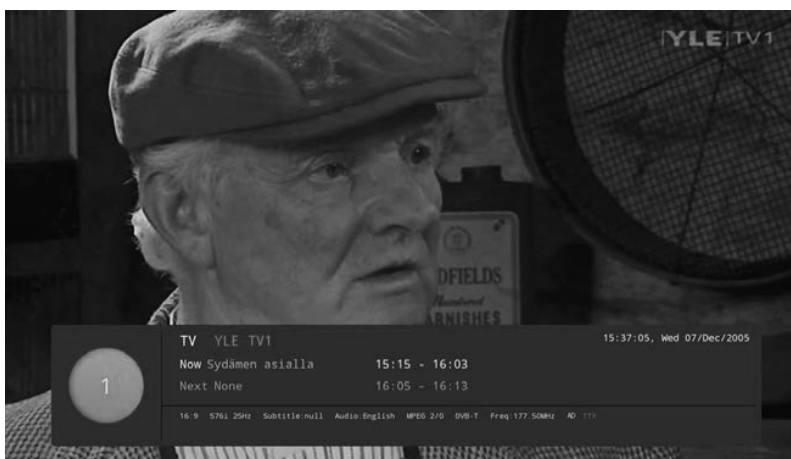 YLE TV1
DFIELDS
ARNISHES
TV YLE TV1
15:37:05, Wed 07/Dec/2005
1
Now Sydämen asialla 15:15 - 16:03
Next None 16:05 - 16:13
16:9 576i 25Hz Subtitle:null Audio:English MPEG 2/0 DVB-T Freq:177.50MHz AD TTX